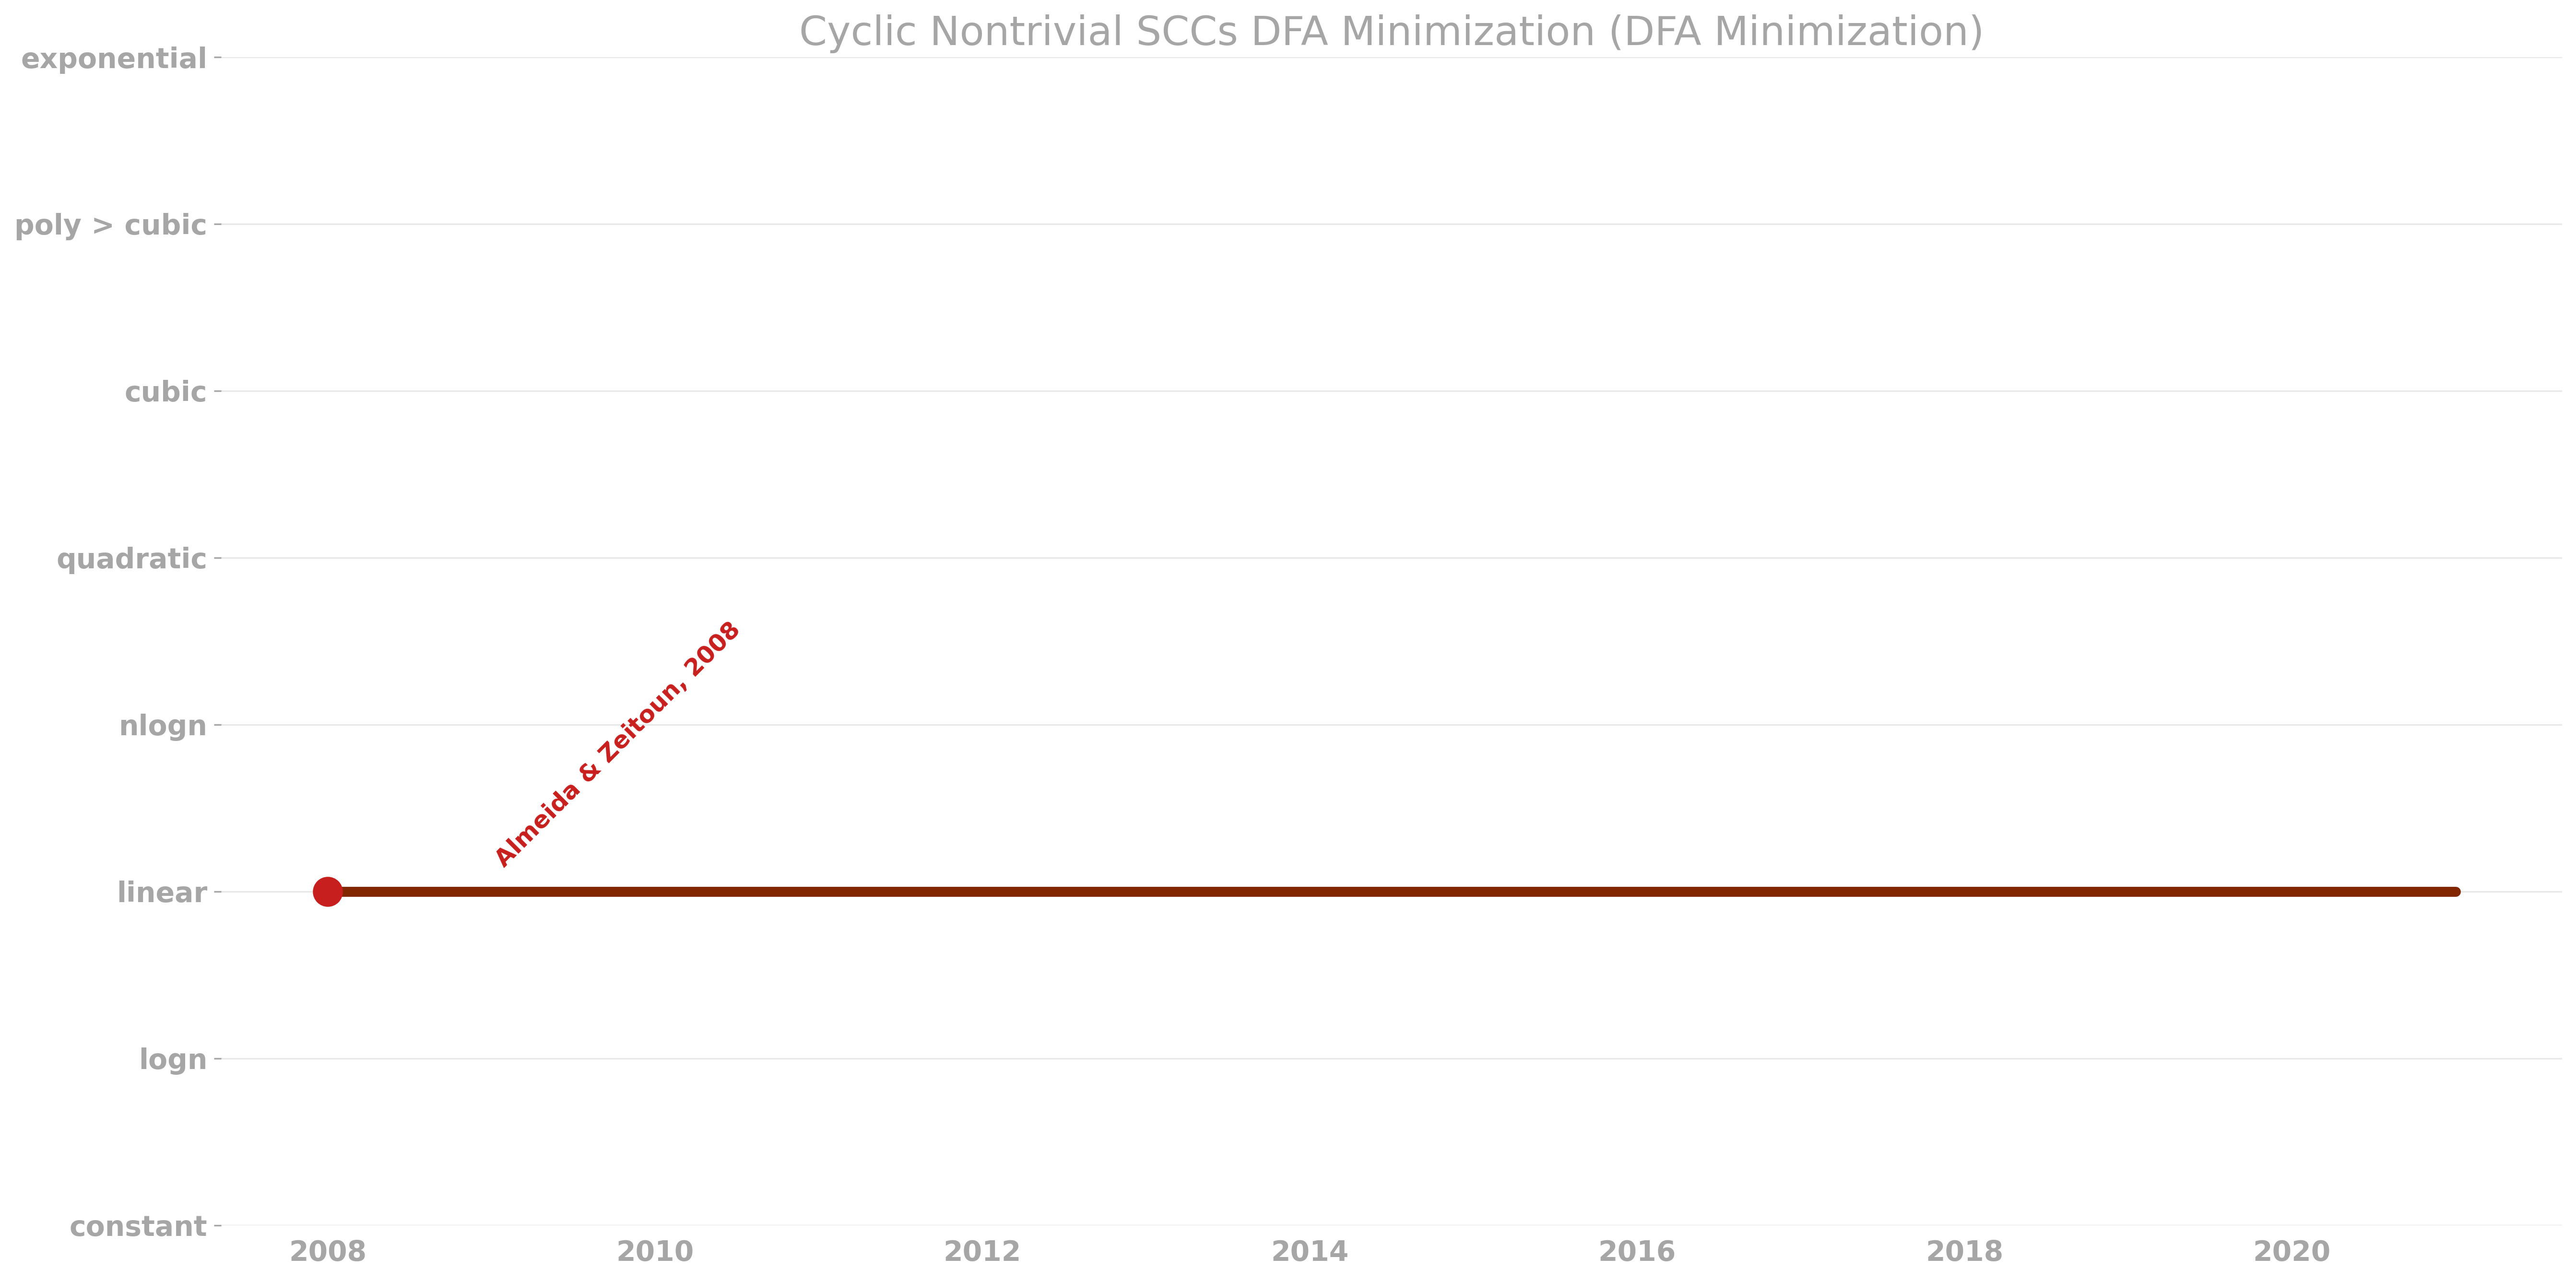 Cyclic Nontrivial SCCs DFA Minimization (DFA Minimization)
exponential
poly > cubic
cubic
quadratic
nlogn
linear
logn
constant
Almeida & Zeitoun, 2008
2008 2010 2012 2014 2016 2018 2020